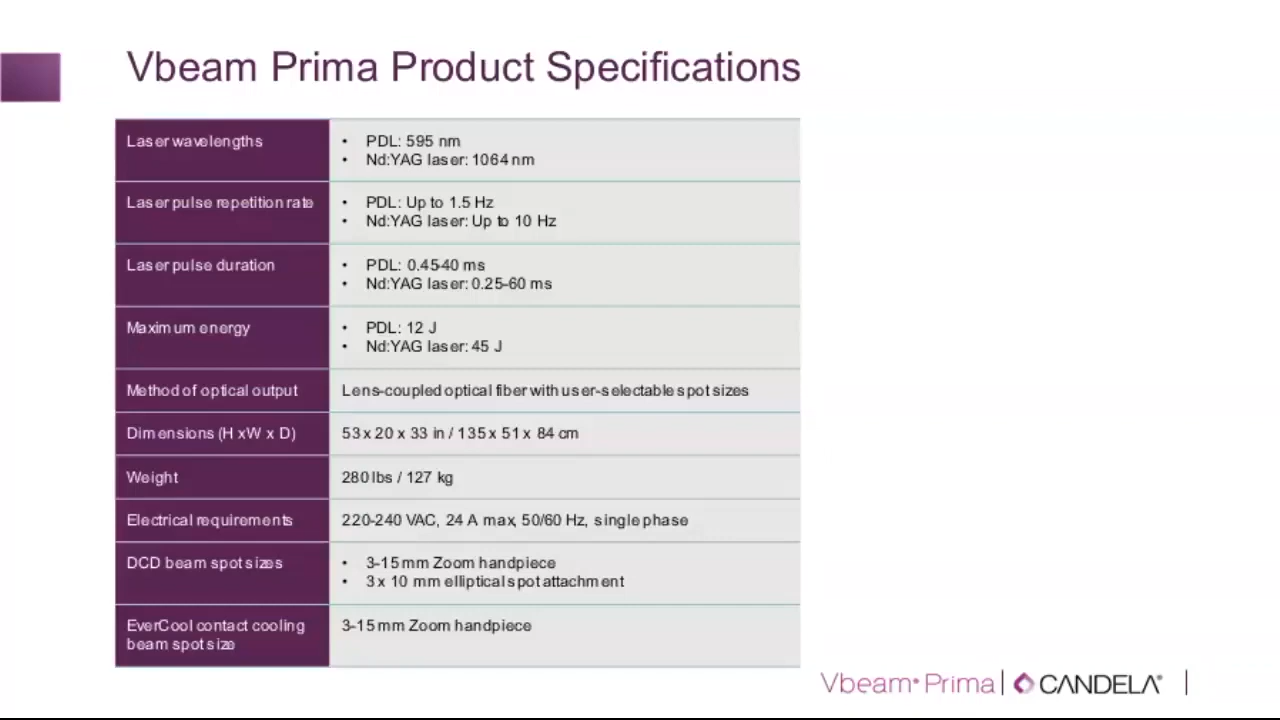 Vbeam Prima Product Specifications
Laser wavelengths
• PDL: 595 nm
• Nd:YAG laser: 1064 nm
Laser pulse repetition rate
• PDL: Up to 1.5 Hz
• Nd:YAG laser: Up to 10 Hz
Laser pulse duration
• PDL: 0.45-40 ms
• Nd:YAG laser: 0.25-60 ms
Maximum energy
• PDL: 12 J
• Nd:YAG laser: 45 J
Method of optical output
Lens-coupled optical fiber with user-selectable spot sizes
Dimensions (H x W x D)
53 x 20 x 33 in / 135 x 51 x 84 cm
Weight
280 lbs / 127 kg
Electrical requirements
220-240 VAC, 24 A max, 50/60 Hz, single phase
DCD beam spot sizes
• 3-15 mm Zoom handpiece
• 3 x 10 mm elliptical spot attachment
EverCool contact cooling
beam spot size
3-15 mm Zoom handpiece
Vbeam® Prima | CANDELA® |